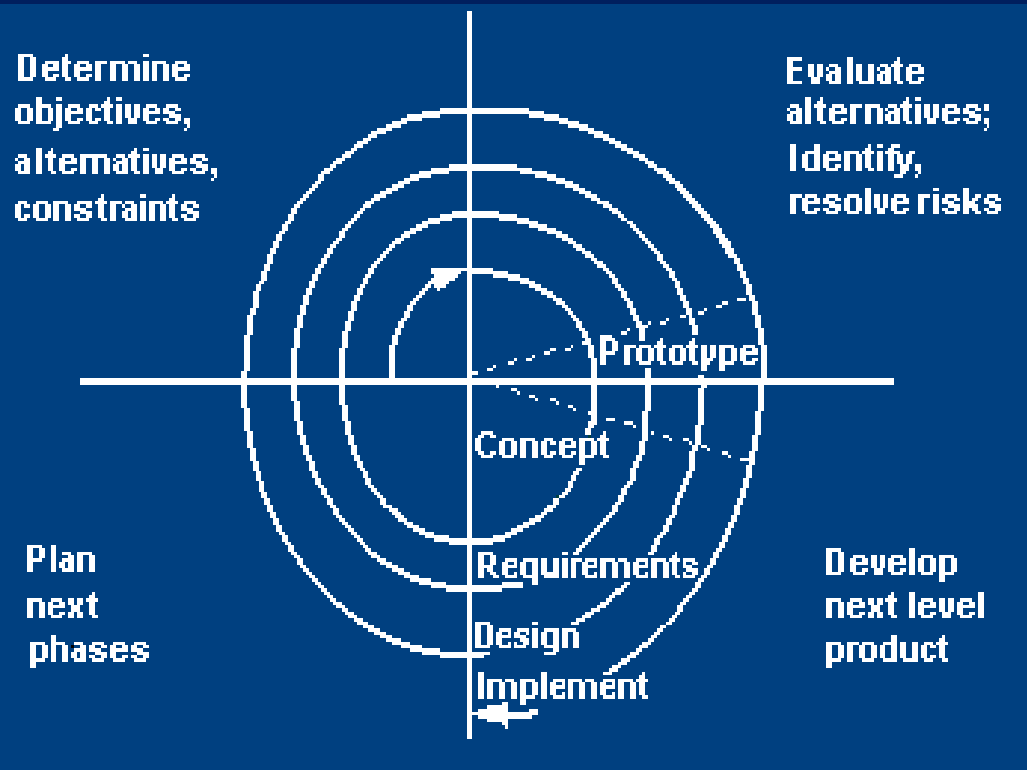 Determine
objectives,
alternatives,
constraints
Evaluate
alternatives;
Identify,
resolve risks
Prototype
Concept
Requirements
Design
Implement
Plan
next
phases
Develop
next level
product